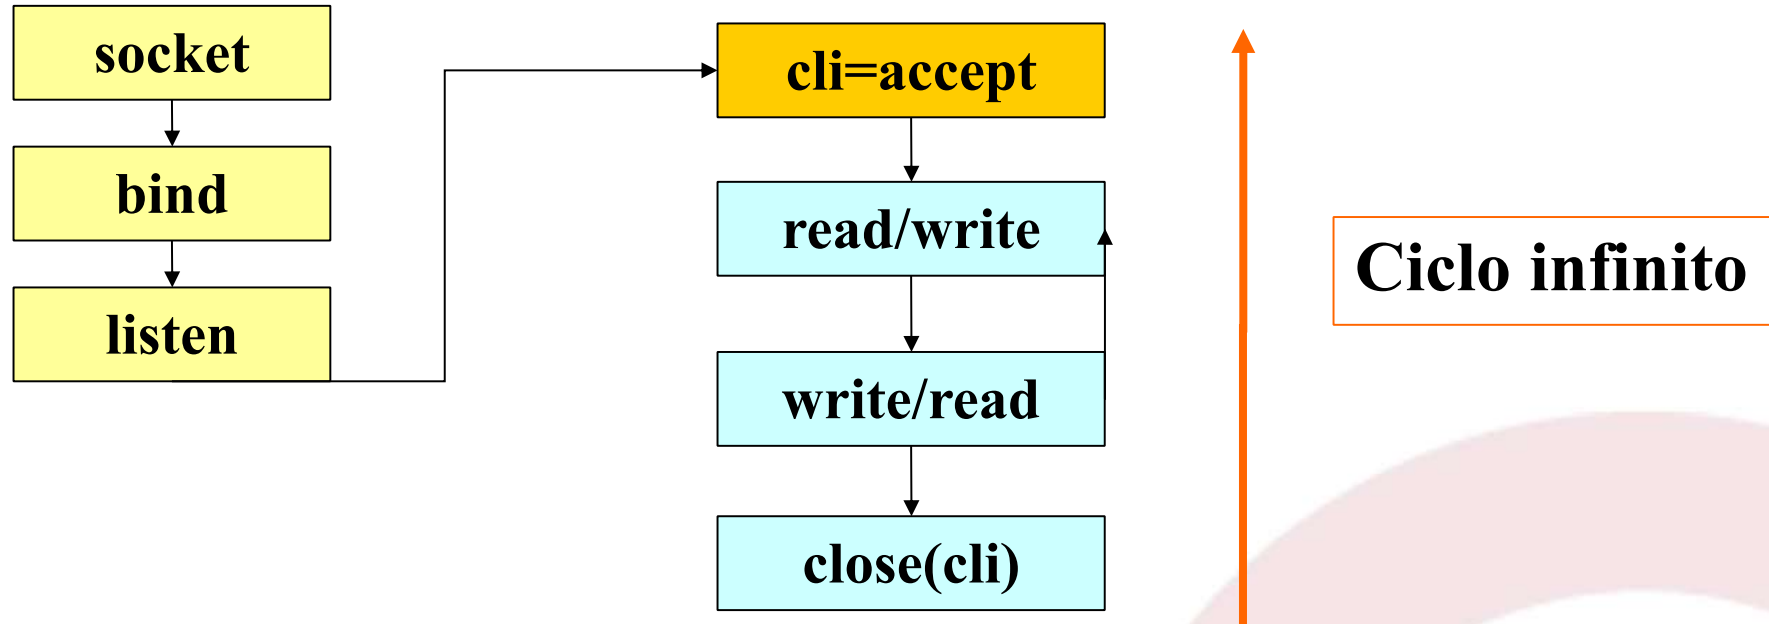 socket
bind
listen
cli=accept
read/write
write/read
close(cli)
Ciclo infinito